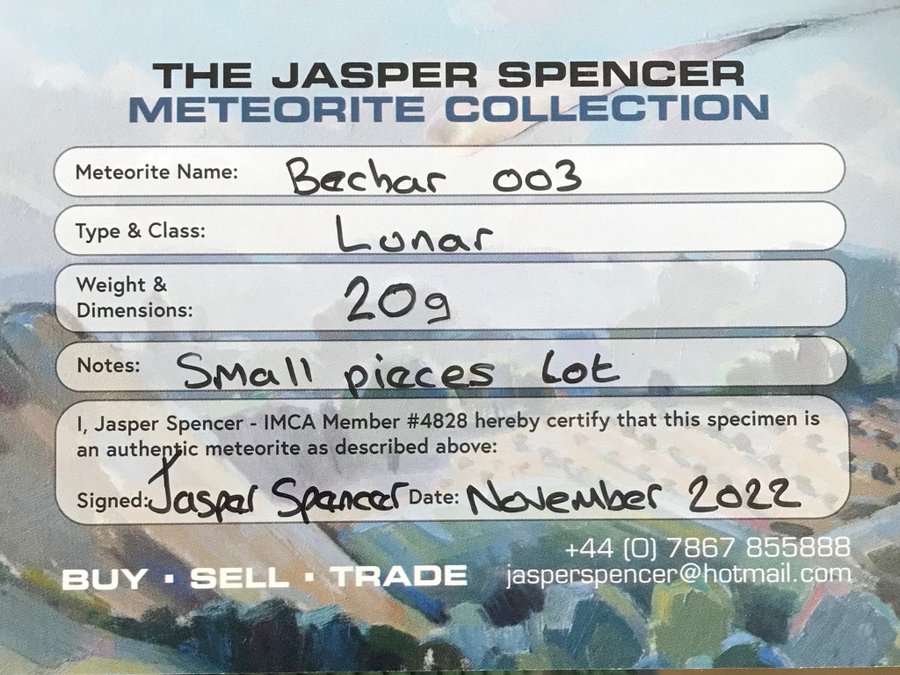 THE JASPER SPENCER
METEORITE COLLECTION
Meteorite Name: Bechar 003
Type & Class: Lunar
Weight &
Dimensions: 20g
Notes: Small pieces Lot
I, Jasper Spencer - IMCA Member #4828 hereby certify that this specimen is
an authentic meteorite as described above:
Signed: Jasper Spencer Date: November 2022
+44 (0) 7867 855888
BUY · SELL · TRADE jasperspencer@hotmail.com